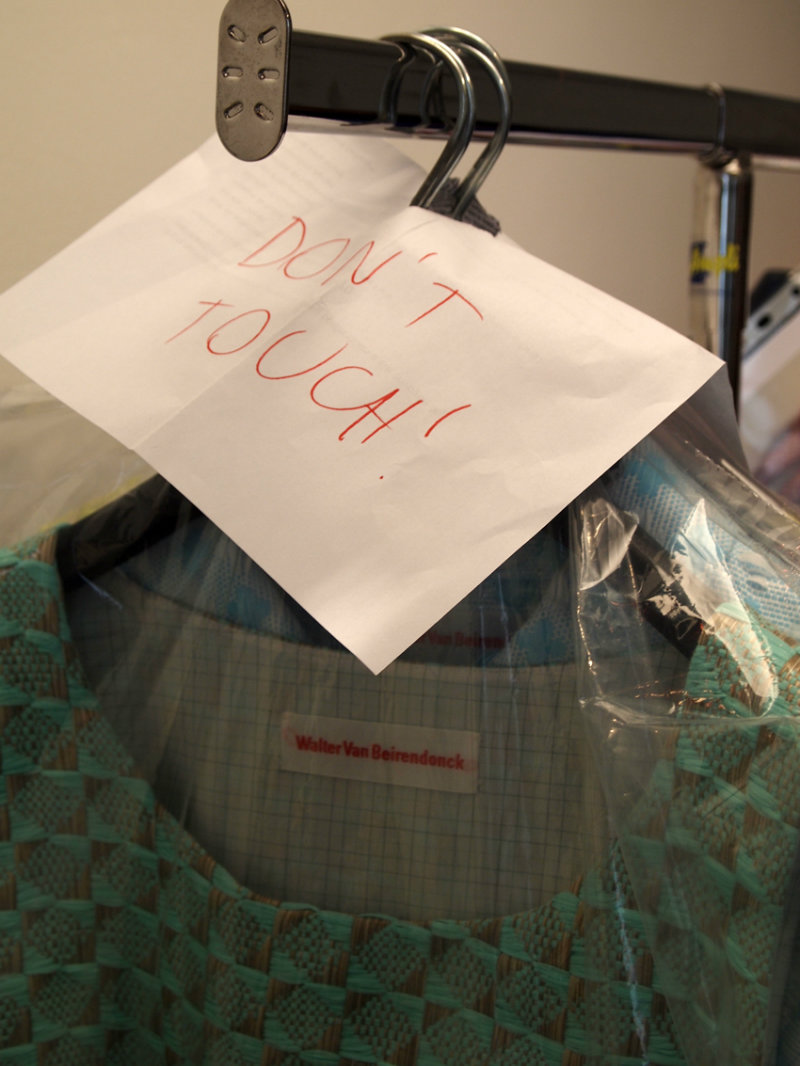 DON'T
TOUCH!
Walter Van Beirendonck